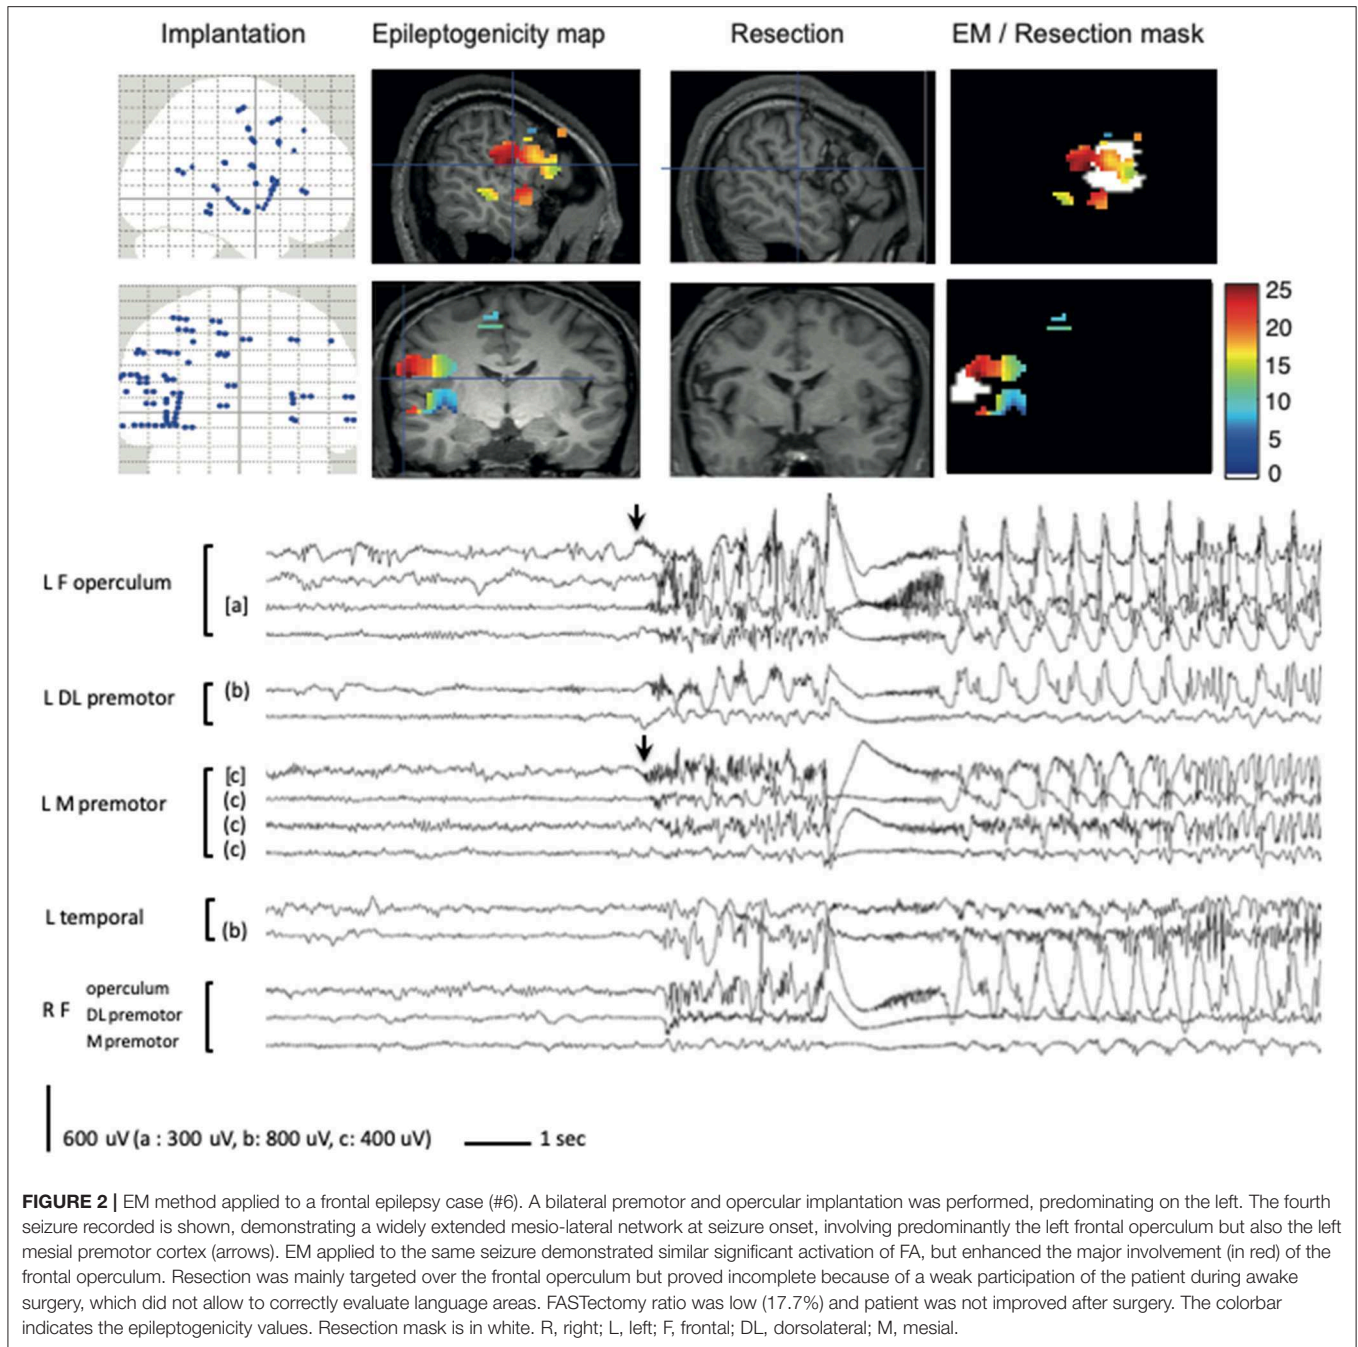 Implantation
Epileptogenicity map
Resection
EM / Resection mask
25
20
15
10
5
0
L F operculum
[a]
L DL premotor
(b)
L M premotor
[c]
(c)
(c)
(c)
L temporal
(b)
R F
operculum
DL premotor
M premotor
600 uV (a : 300 uV, b: 800 uV, c: 400 uV)
1 sec
FIGURE 2 | EM method applied to a frontal epilepsy case (#6). A bilateral premotor and opercular implantation was performed, predominating on the left. The fourth
seizure recorded is shown, demonstrating a widely extended mesio-lateral network at seizure onset, involving predominantly the left frontal operculum but also the left
mesial premotor cortex (arrows). EM applied to the same seizure demonstrated similar significant activation of FA, but enhanced the major involvement (in red) of the
frontal operculum. Resection was mainly targeted over the frontal operculum but proved incomplete because of a weak participation of the patient during awake
surgery, which did not allow to correctly evaluate language areas. FASTectomy ratio was low (17.7%) and patient was not improved after surgery. The colorbar
indicates the epileptogenicity values. Resection mask is in white. R, right; L, left; F, frontal; DL, dorsolateral; M, mesial.